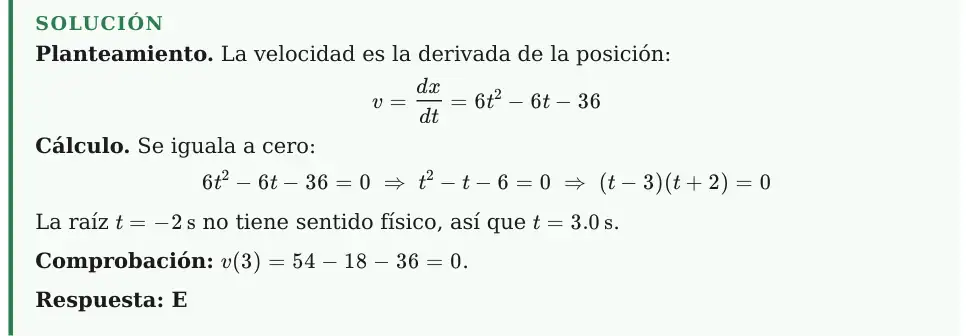 SOLUCIÓN
Planteamiento. La velocidad es la derivada de la posición:
v = dx/dt = 6t² − 6t − 36
Cálculo. Se iguala a cero:
6t² − 6t − 36 = 0 ⇒ t² − t − 6 = 0 ⇒ (t − 3)(t + 2) = 0
La raíz t = −2 s no tiene sentido físico, así que t = 3.0 s.
Comprobación: v(3) = 54 − 18 − 36 = 0.
Respuesta: E